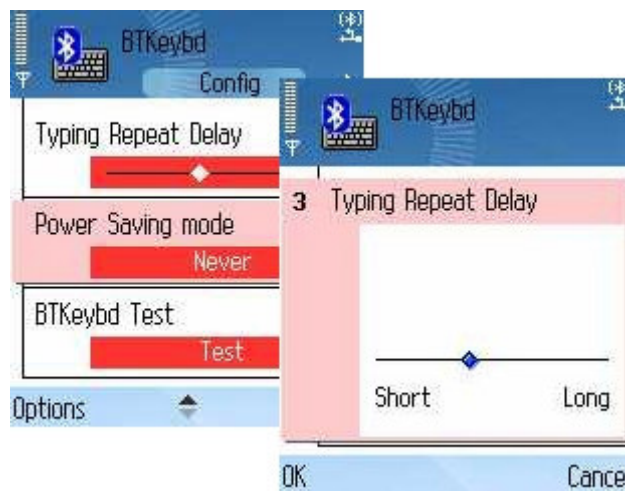 BTKeybd
Config
Typing Repeat Delay
Power Saving mode
Never
BTKeybd Test
Test
Options
BTKeybd
3 Typing Repeat Delay
Short Long
OK Cance